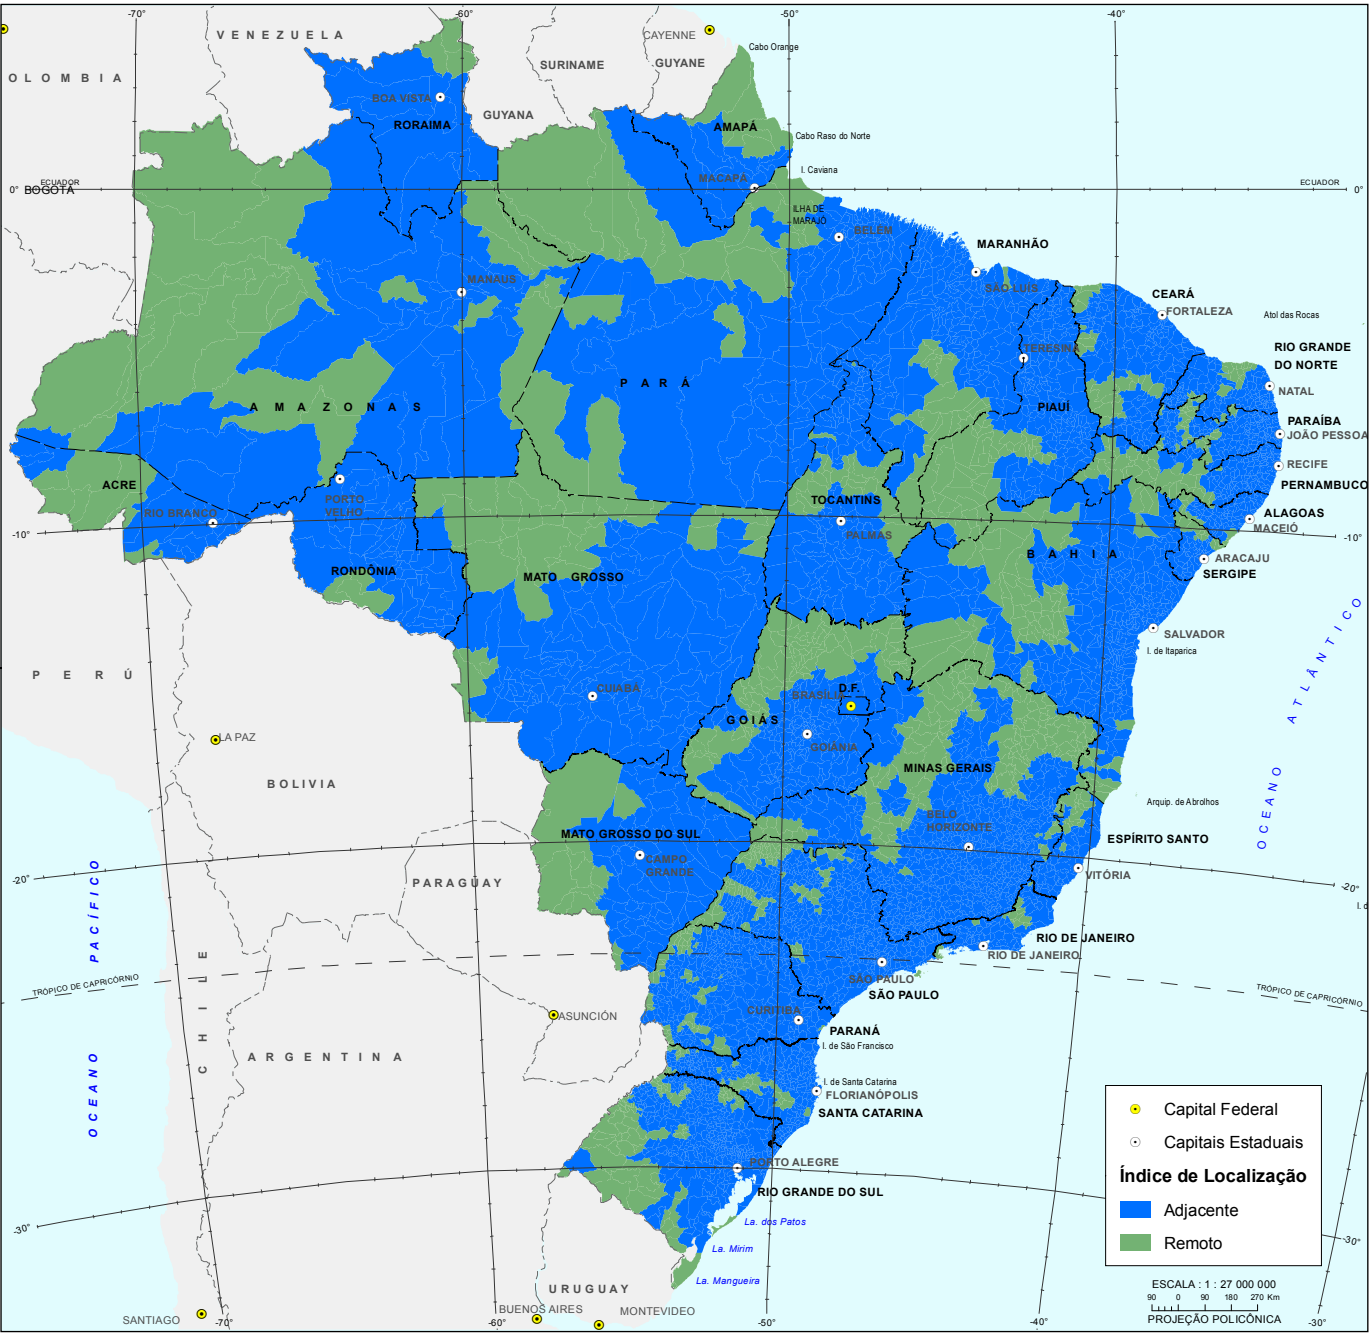 -70°
-60°
-50°
-40°
VENEZUELA
CAYENNE
Cabo Orange
OLOMBIA
SURINAME
GUYANE
BOA VISTA
GUYANA
RORAIMA
AMAPÁ
Cabo Raso do Norte
I. Caviana
MACAPÁ
0°
BOGOTÁ
ECUADOR
ECUADOR
0°
ILHA DE
MARAJÓ
BELÉM
MARANHÃO
SÃO LUÍS
MANAUS
CEARÁ
FORTALEZA
Atol das Rocas
RIO GRANDE
DO NORTE
TERESINA
NATAL
PARÁ
AMAZONAS
PIAUÍ
PARAÍBA
JOÃO PESSOA
RECIFE
PERNAMBUCO
ACRE
PORTO
VELHO
TOCANTINS
RIO BRANCO
ALAGOAS
MACEIÓ
-10°
-10°
PALMAS
BAHIA
ARACAJU
SERGIPE
RONDÔNIA
MATO GROSSO
SALVADOR
I. de Itaparica
PERÚ
CUIABÁ
D.F.
BRASÍLIA
GOIÁS
GOIÂNIA
LA PAZ
BOLIVIA
MINAS GERAIS
OCEANO ATLÂNTICO
Arquip. de Abrolhos
BELO
HORIZONTE
MATO GROSSO DO SUL
ESPÍRITO SANTO
CAMPO
GRANDE
VITÓRIA
-20°
-20°
PARAGUAY
I. d
RIO DE JANEIRO
RIO DE JANEIRO
OCEANO PACÍFICO
CHILE
TRÓPICO DE CAPRICÓRNIO
TRÓPICO DE CAPRICÓRNIO
SÃO PAULO
SÃO PAULO
CURITIBA
ASUNCIÓN
PARANÁ
I. de São Francisco
ARGENTINA
I. de Santa Catarina
FLORIANÓPOLIS
SANTA CATARINA
PORTO ALEGRE
RIO GRANDE DO SUL
La. dos Patos
La. Mirim
La. Mangueira
-30°
-30°
URUGUAY
BUENOS AIRES
MONTEVIDEO
SANTIAGO
-70°
-60°
-50°
-40°
-30°
Capital Federal
Capitais Estaduais
Índice de Localização
Adjacente
Remoto
ESCALA : 1 : 27 000 000
90 0 90 180 270 Km
PROJEÇÃO POLICÔNICA